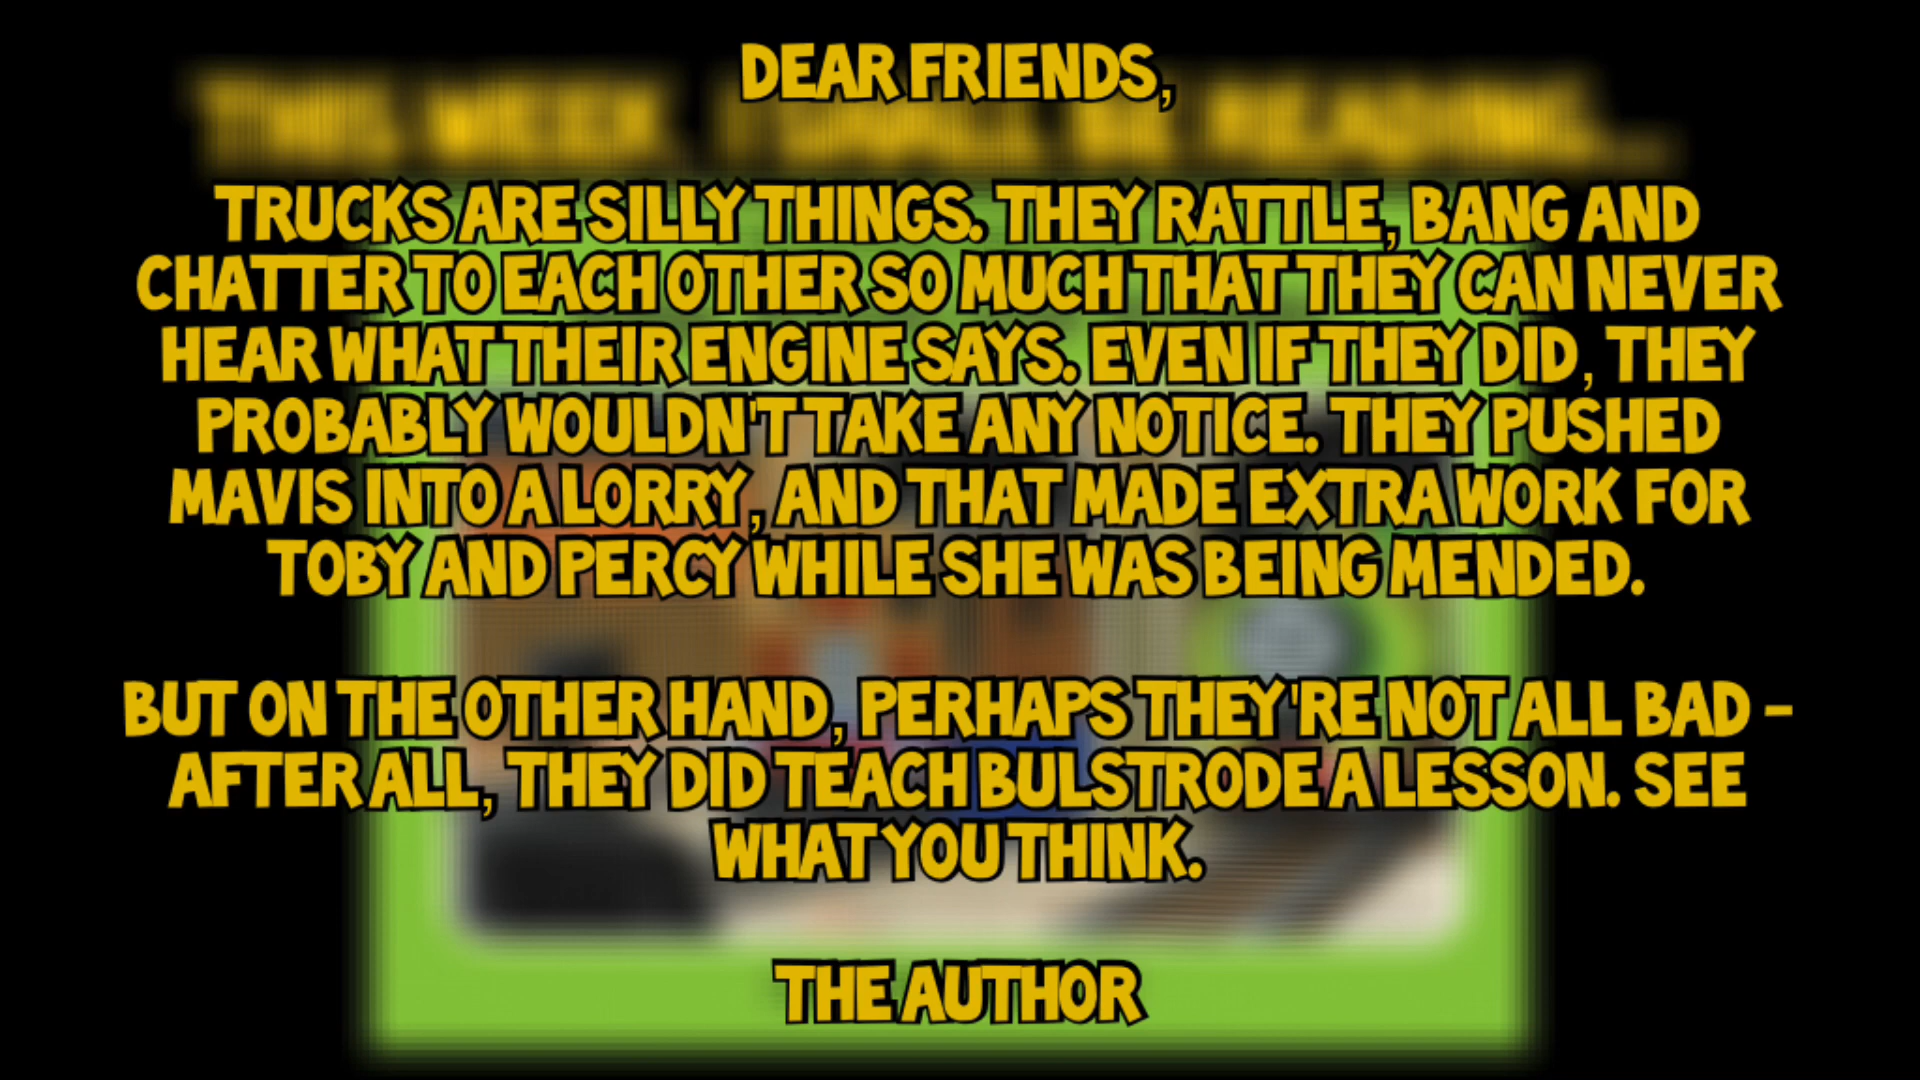 DEAR FRIENDS,
TRUCKS ARE SILLY THINGS. THEY RATTLE, BANG AND
CHATTER TO EACH OTHER SO MUCH THAT THEY CAN NEVER
HEAR WHAT THEIR ENGINE SAYS. EVEN IF THEY DID, THEY
PROBABLY WOULDN'T TAKE ANY NOTICE. THEY PUSHED
MAVIS INTO A LORRY, AND THAT MADE EXTRA WORK FOR
TOBY AND PERCY WHILE SHE WAS BEING MENDED.
BUT ON THE OTHER HAND, PERHAPS THEY'RE NOT ALL BAD -
AFTER ALL, THEY DID TEACH BULSTRODE A LESSON. SEE
WHAT YOU THINK.
THE AUTHOR